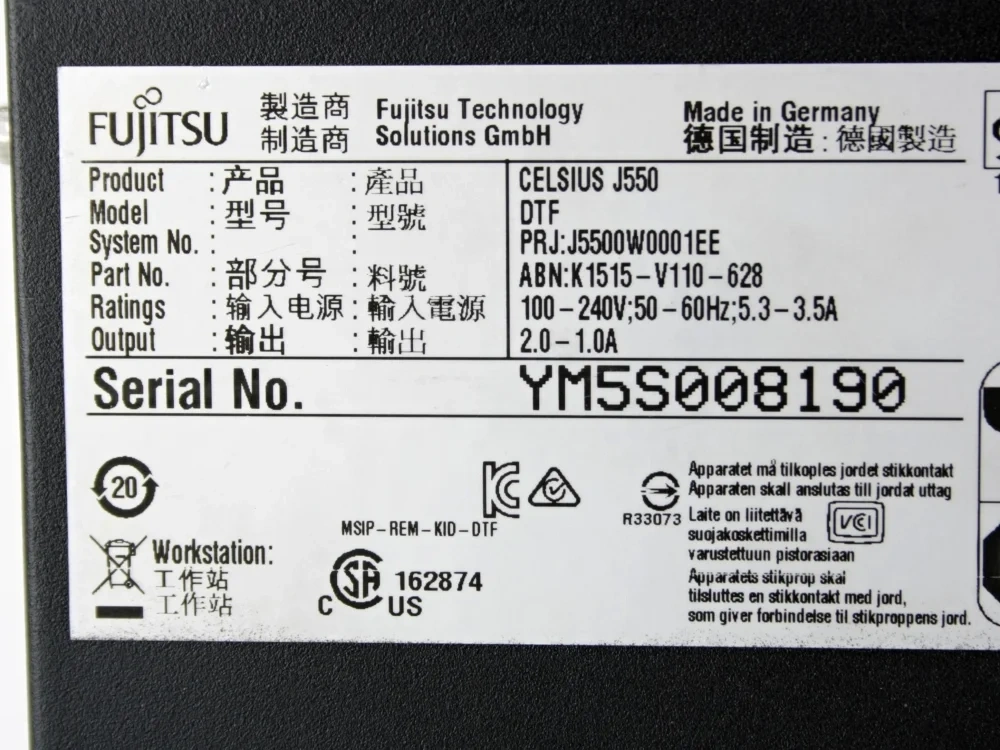 FUJITSU 製造商 Fujitsu Technology Made in Germany
制造商 Solutions GmbH 德国制造 : 德國製造
Product : 产品 : 產品 CELSIUS J550
Model : 型号 : 型號 DTF
System No. : : PRJ:J5500W0001EE
Part No. : 部分号 : 料號 ABN:K1515-V110-628
Ratings : 输入电源 : 輸入電源 100-240V;50-60Hz;5.3-3.5A
Output : 输出 : 輸出 2.0-1.0A
Serial No. YM5S008190
20
MSIP-REM-KID-DTF
Workstation:
工作站
工作站
SA 162874
C US
R33073
Apparatet må tilkoples jordet stikkontakt
Apparaten skall anslutas till jordat uttag
Laite on liitettävä
suojakoskettimilla
varustettuun pistorasiaan
VCI
Apparatets stikprop skal
tilsluttes en stikkontakt med jord,
som giver forbindelse til stikproppens jord.